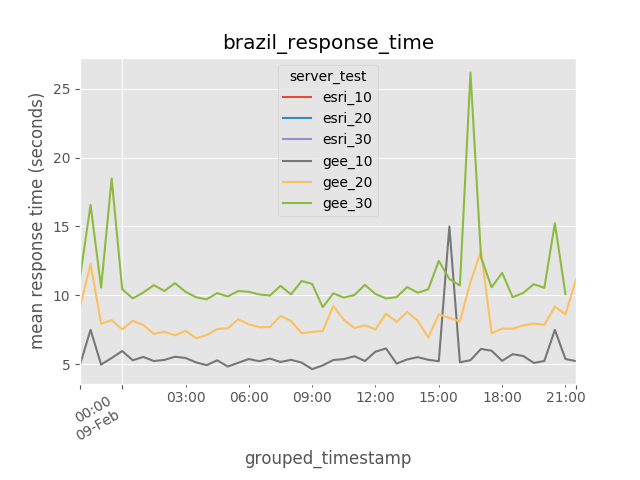 brazil_response_time
server_test
esri_10
esri_20
esri_30
gee_10
gee_20
gee_30
25
20
15
10
5
mean response time (seconds)
00:00
09-Feb
03:00
06:00
09:00
12:00
15:00
18:00
21:00
grouped_timestamp